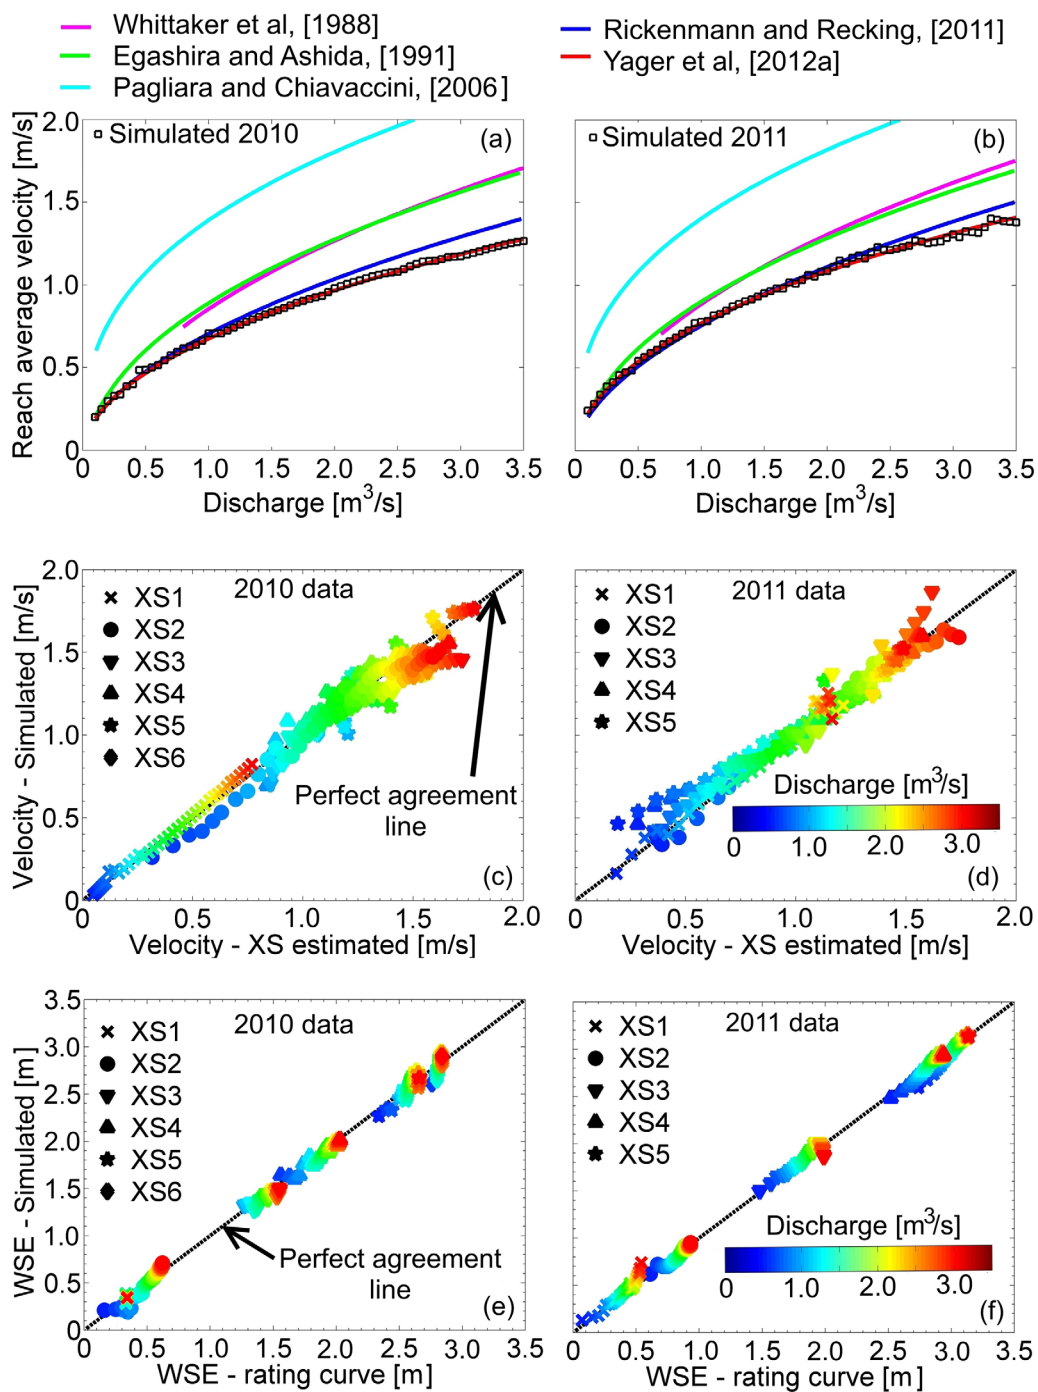 Whittaker et al, [1988]
Egashira and Ashida, [1991]
Pagliara and Chiavaccini, [2006]
Rickenmann and Recking, [2011]
Yager et al, [2012a]
Reach average velocity [m/s]
2.0
1.5
1.0
0.5
0
Simulated 2010
(a)
0
0.5
1.0
1.5
2.0
2.5
3.0
3.5
Discharge [m³/s]
Simulated 2011
(b)
0
0.5
1.0
1.5
2.0
2.5
3.0
3.5
Discharge [m³/s]
Velocity - Simulated [m/s]
2.0
1.5
1.0
0.5
0
2010 data
XS1
XS2
XS3
XS4
XS5
XS6
Perfect agreement
line
(c)
0
0.5
1.0
1.5
2.0
Velocity - XS estimated [m/s]
2011 data
XS1
XS2
XS3
XS4
XS5
Discharge [m³/s]
0
1.0
2.0
3.0
(d)
0
0.5
1.0
1.5
2.0
Velocity - XS estimated [m/s]
WSE - Simulated [m]
3.5
3.0
2.5
2.0
1.5
1.0
0.5
0
2010 data
XS1
XS2
XS3
XS4
XS5
XS6
Perfect agreement
line
(e)
0
0.5
1.0
1.5
2.0
2.5
3.0
3.5
WSE - rating curve [m]
2011 data
XS1
XS2
XS3
XS4
XS5
Discharge [m³/s]
0
1.0
2.0
3.0
(f)
0
0.5
1.0
1.5
2.0
2.5
3.0
3.5
WSE - rating curve [m]